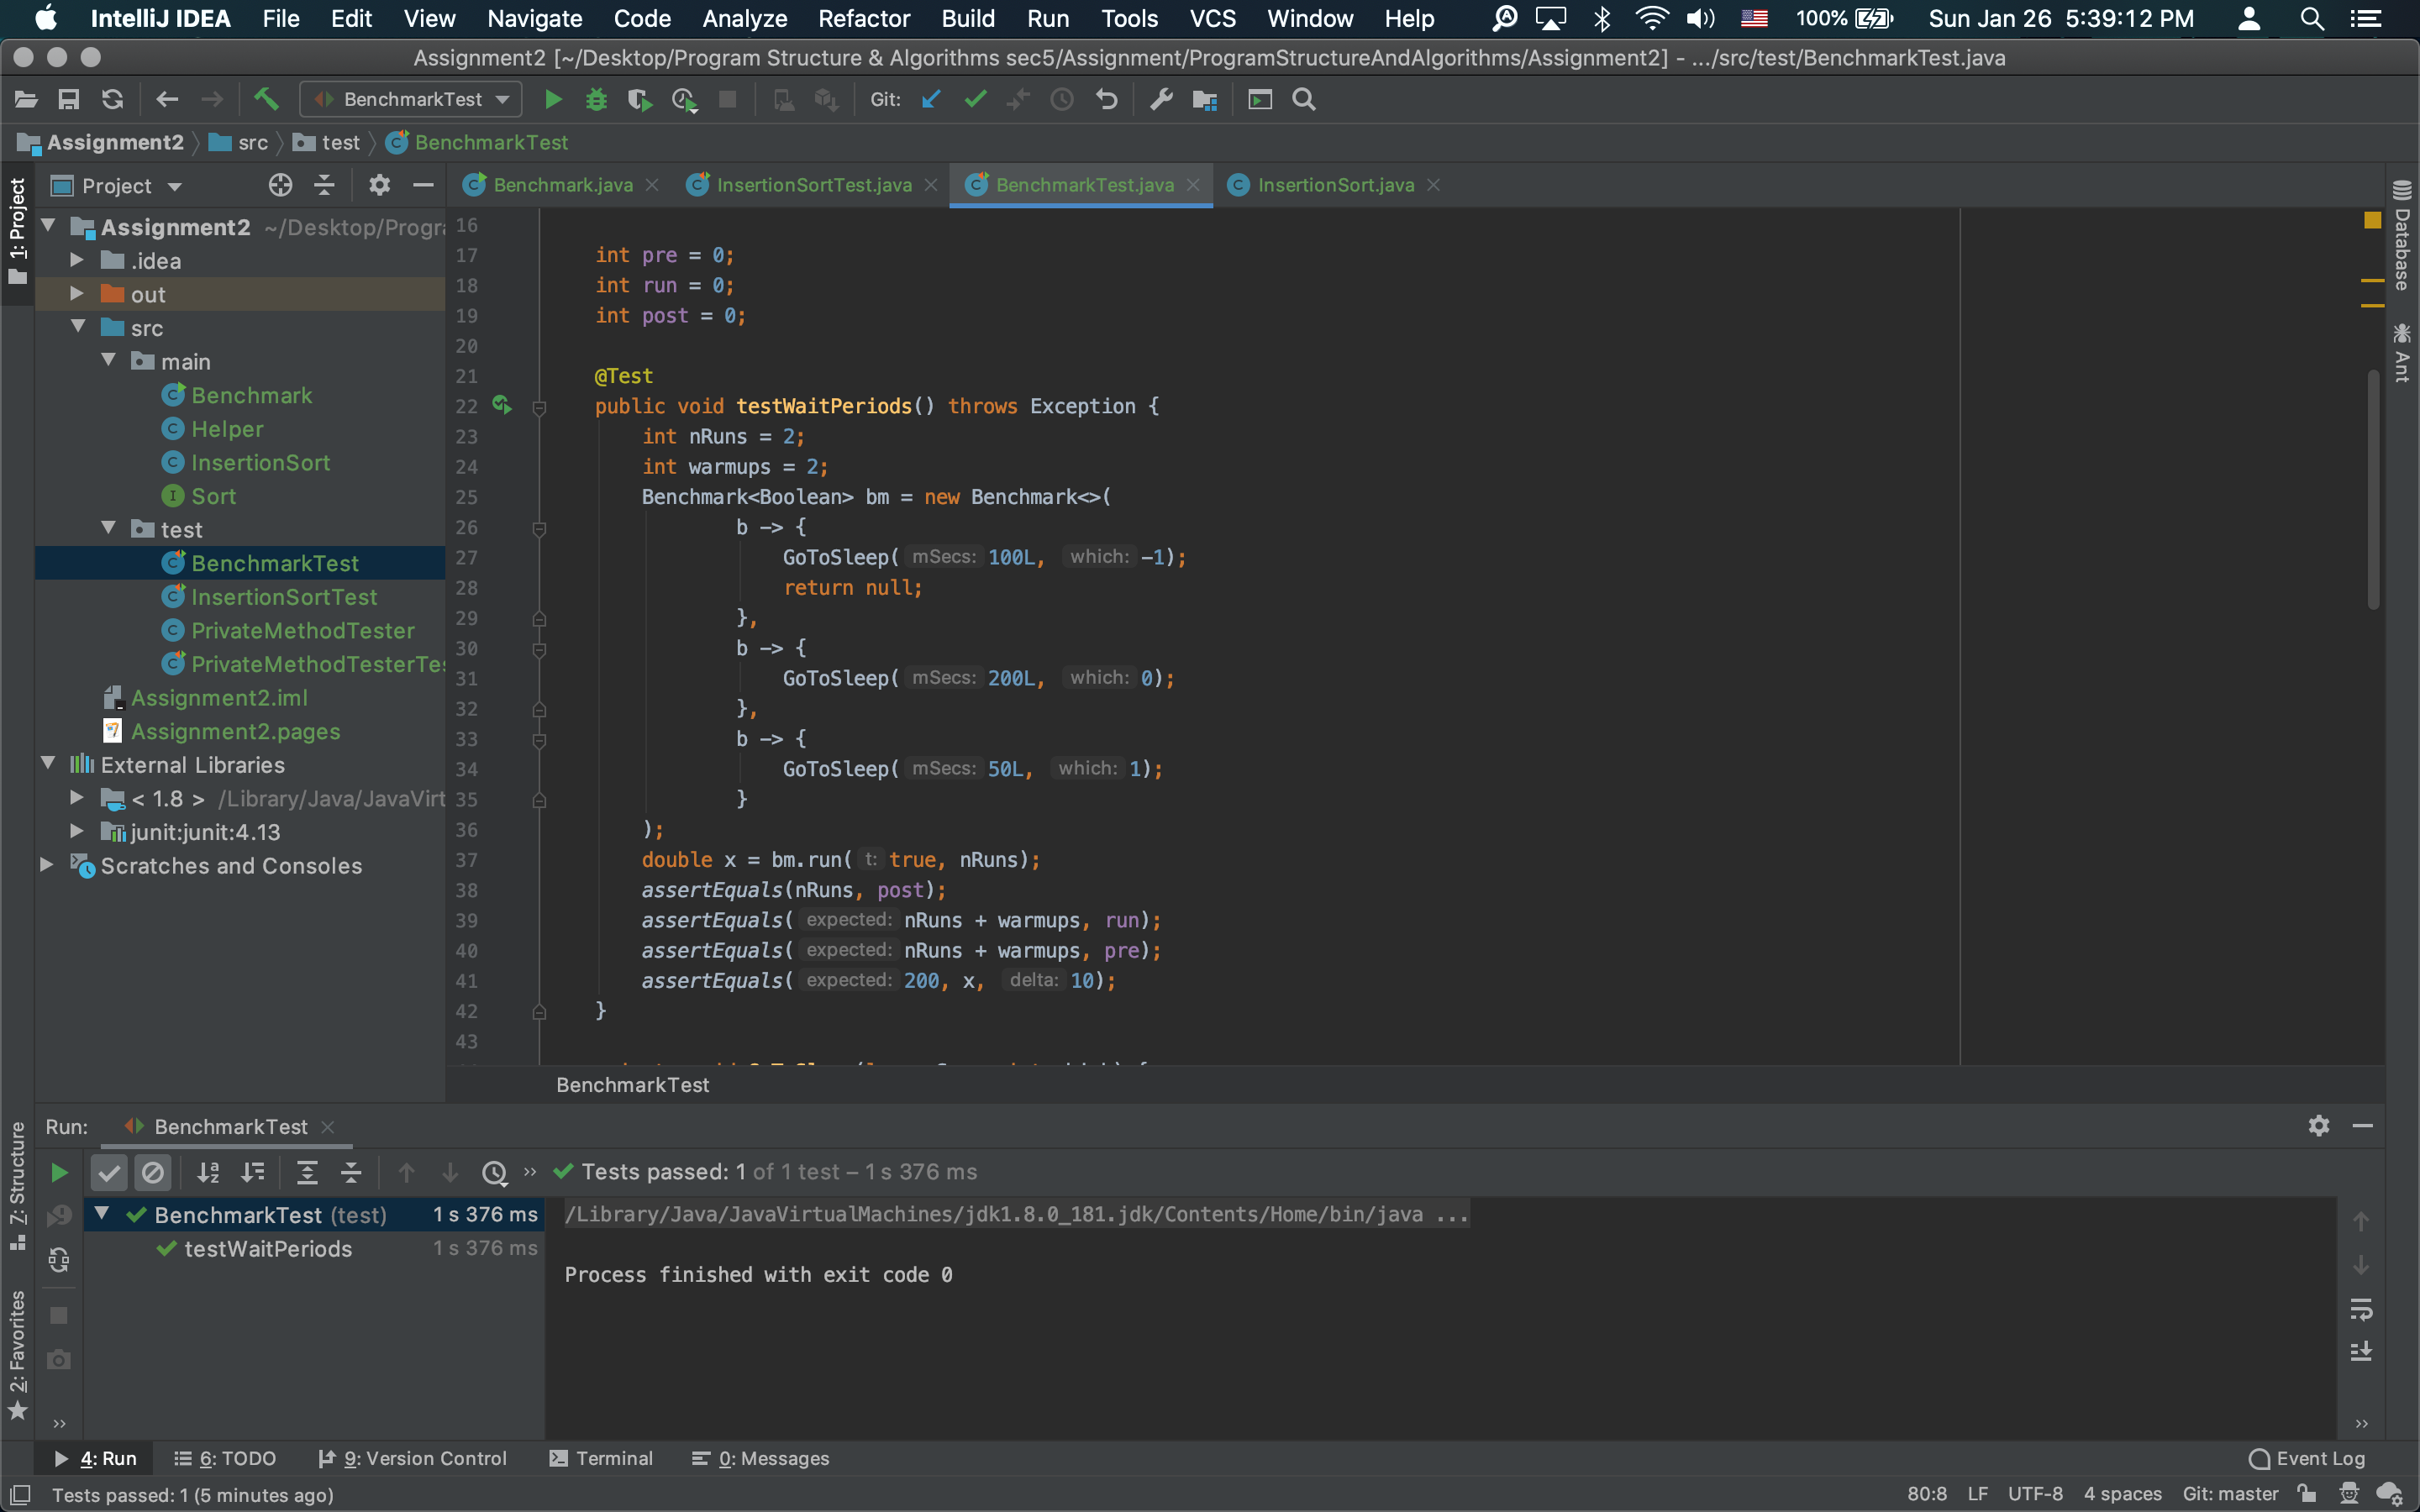 IntelliJ IDEA File Edit View Navigate Code Analyze Refactor Build Run Tools VCS Window Help 100% Sun Jan 26 5:39:12 PM
Assignment2 [~/Desktop/Program Structure & Algorithms sec5/Assignment/ProgramStructureAndAlgorithms/Assignment2] - .../src/test/BenchmarkTest.java
BenchmarkTest Git:
Assignment2 src test BenchmarkTest
1: Project
Project
Assignment2 ~/Desktop/Progra
.idea
out
src
main
Benchmark
Helper
InsertionSort
Sort
test
BenchmarkTest
InsertionSortTest
PrivateMethodTester
PrivateMethodTesterTes
Assignment2.iml
Assignment2.pages
External Libraries
< 1.8 > /Library/Java/JavaVirt
junit:junit:4.13
Scratches and Consoles
Benchmark.java InsertionSortTest.java BenchmarkTest.java InsertionSort.java
16
17 int pre = 0;
18 int run = 0;
19 int post = 0;
20
21 @Test
22 public void testWaitPeriods() throws Exception {
23 int nRuns = 2;
24 int warmups = 2;
25 Benchmark<Boolean> bm = new Benchmark<>(
26 b -> {
27 GoToSleep( mSecs: 100L, which: -1);
28 return null;
29 },
30 b -> {
31 GoToSleep( mSecs: 200L, which: 0);
32 },
33 b -> {
34 GoToSleep( mSecs: 50L, which: 1);
35 }
36 );
37 double x = bm.run( t: true, nRuns);
38 assertEquals(nRuns, post);
39 assertEquals( expected: nRuns + warmups, run);
40 assertEquals( expected: nRuns + warmups, pre);
41 assertEquals( expected: 200, x, delta: 10);
42 }
43
BenchmarkTest
Database
Ant
Run: BenchmarkTest
Tests passed: 1 of 1 test – 1 s 376 ms
BenchmarkTest (test) 1 s 376 ms
testWaitPeriods 1 s 376 ms
/Library/Java/JavaVirtualMachines/jdk1.8.0_181.jdk/Contents/Home/bin/java ...
Process finished with exit code 0
7: Structure
2: Favorites
4: Run 6: TODO 9: Version Control Terminal 0: Messages Event Log
Tests passed: 1 (5 minutes ago) 80:8 LF UTF-8 4 spaces Git: master